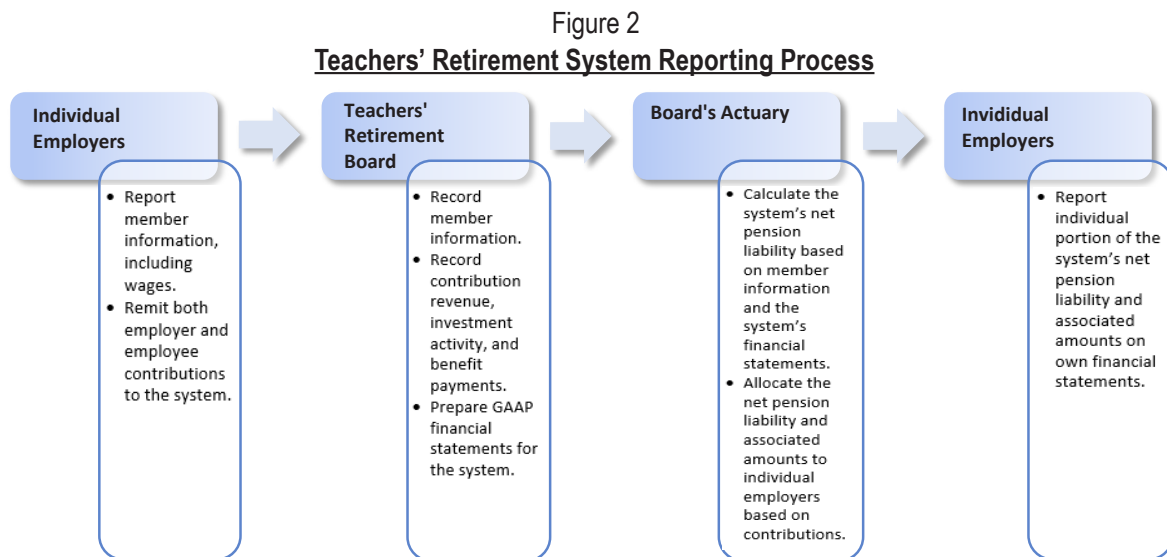 Figure 2
Teachers’ Retirement System Reporting Process
Individual
Employers
• Report
member
information,
including
wages.
• Remit both
employer and
employee
contributions
to the system.
Teachers'
Retirement
Board
• Record
member
information.
• Record
contribution
revenue,
investment
activity, and
benefit
payments.
• Prepare GAAP
financial
statements for
the system.
Board's Actuary
• Calculate the
system’s net
pension
liability based
on member
information
and the
system’s
financial
statements.
• Allocate the
net pension
liability and
associated
amounts to
individual
employers
based on
contributions.
Invididual
Employers
• Report
individual
portion of the
system’s net
pension
liability and
associated
amounts on
own financial
statements.